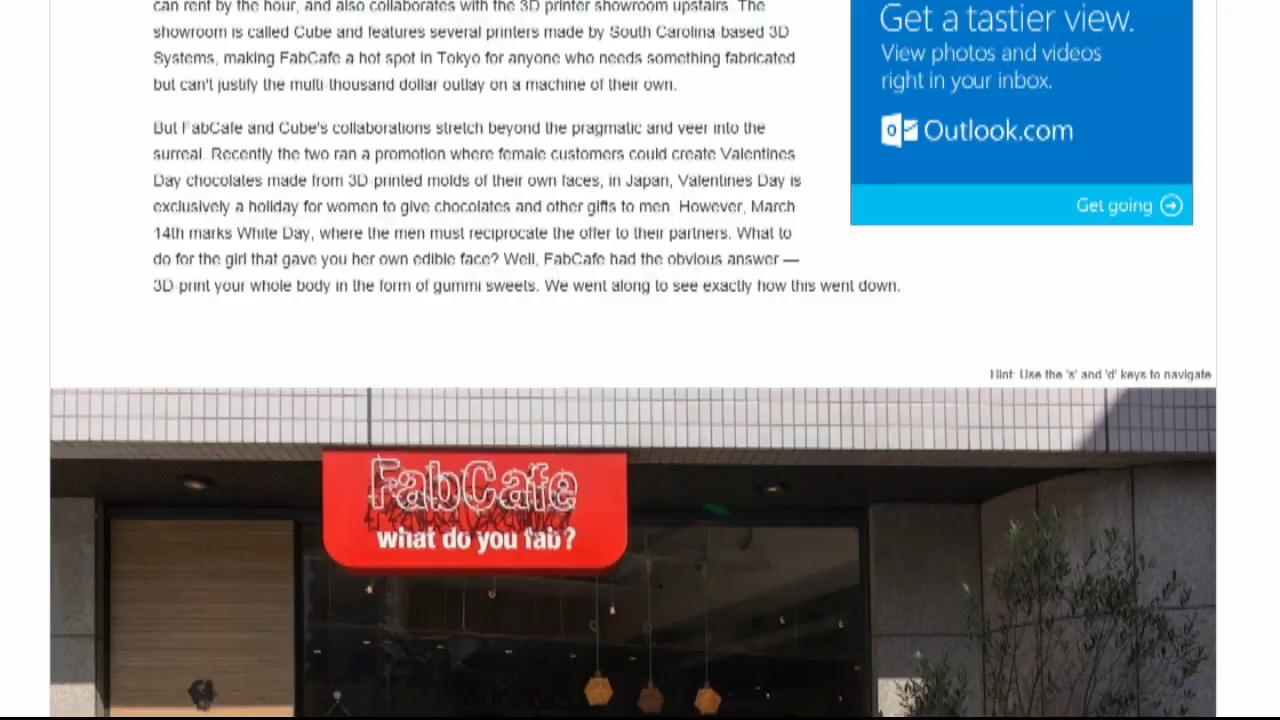 can rent by the hour, and also collaborates with the 3D printer showroom upstairs. The
showroom is called Cube and features several printers made by South Carolina-based 3D
Systems, making FabCafe a hot spot in Tokyo for anyone who needs something fabricated
but can't justify the multi-thousand dollar outlay on a machine of their own.
But FabCafe and Cube's collaborations stretch beyond the pragmatic and veer into the
surreal. Recently the two ran a promotion where female customers could create Valentines
Day chocolates made from 3D-printed molds of their own faces; in Japan, Valentines Day is
exclusively a holiday for women to give chocolates and other gifts to men. However, March
14th marks White Day, where the men must reciprocate the offer to their partners. What to
do for the girl that gave you her own edible face? Well, FabCafe had the obvious answer —
3D-print your whole body in the form of gummi sweets. We went along to see exactly how this went down.
Get a tastier view.
View photos and videos
right in your inbox.
Outlook.com
Get going
Hint: Use the 's' and 'd' keys to navigate
FabCafe
what do you fab?